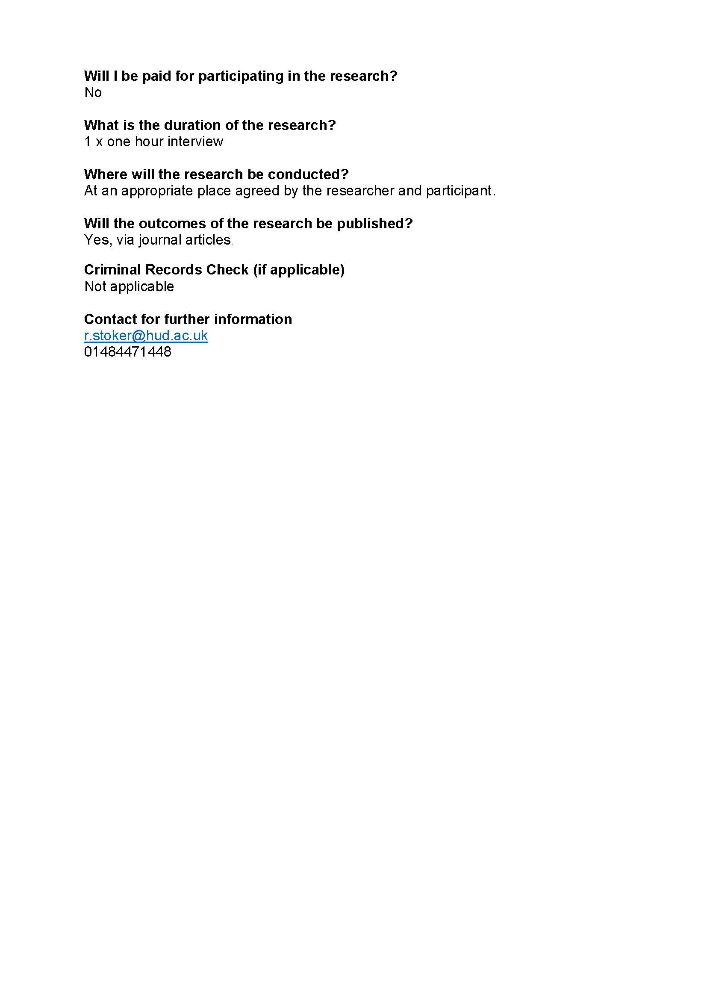 Will I be paid for participating in the research?
No
What is the duration of the research?
1 x one hour interview
Where will the research be conducted?
At an appropriate place agreed by the researcher and participant.
Will the outcomes of the research be published?
Yes, via journal articles.
Criminal Records Check (if applicable)
Not applicable
Contact for further information
r.stoker@hud.ac.uk
01484471448